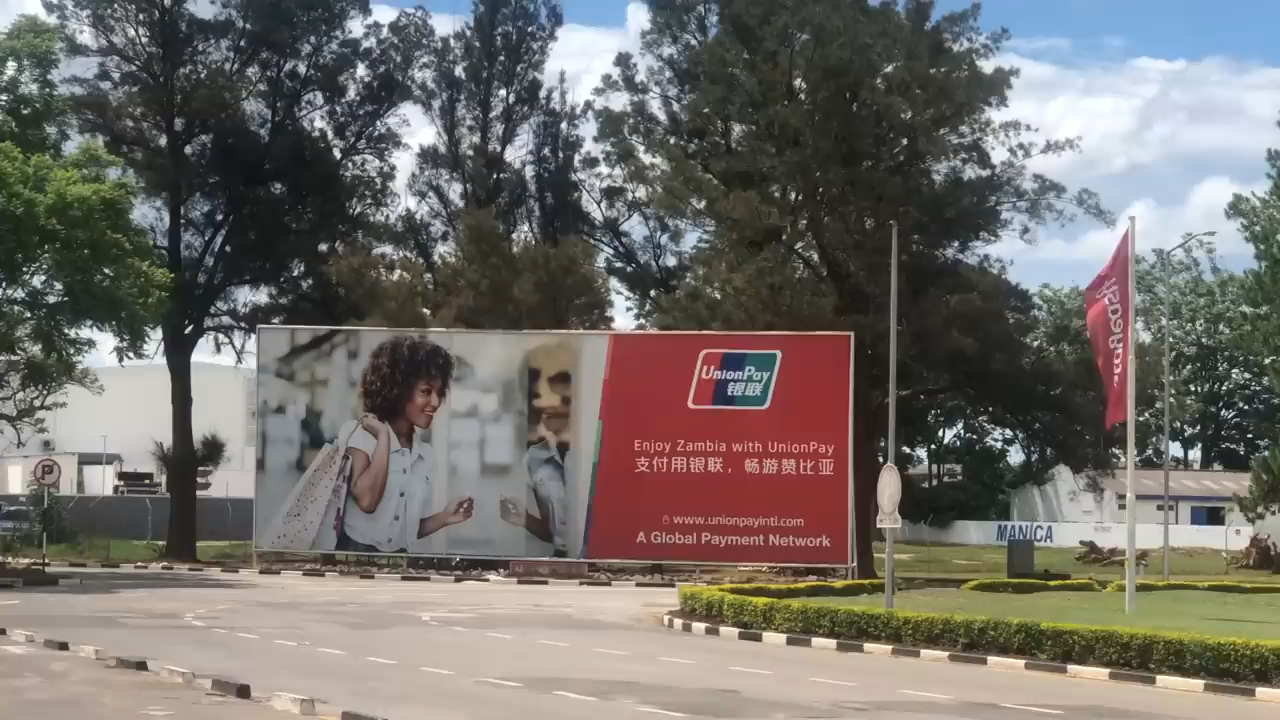 UnionPay
银联
Enjoy Zambia with UnionPay
支付用银联，畅游赞比亚
www.unionpayintl.com
A Global Payment Network
MANICA
P